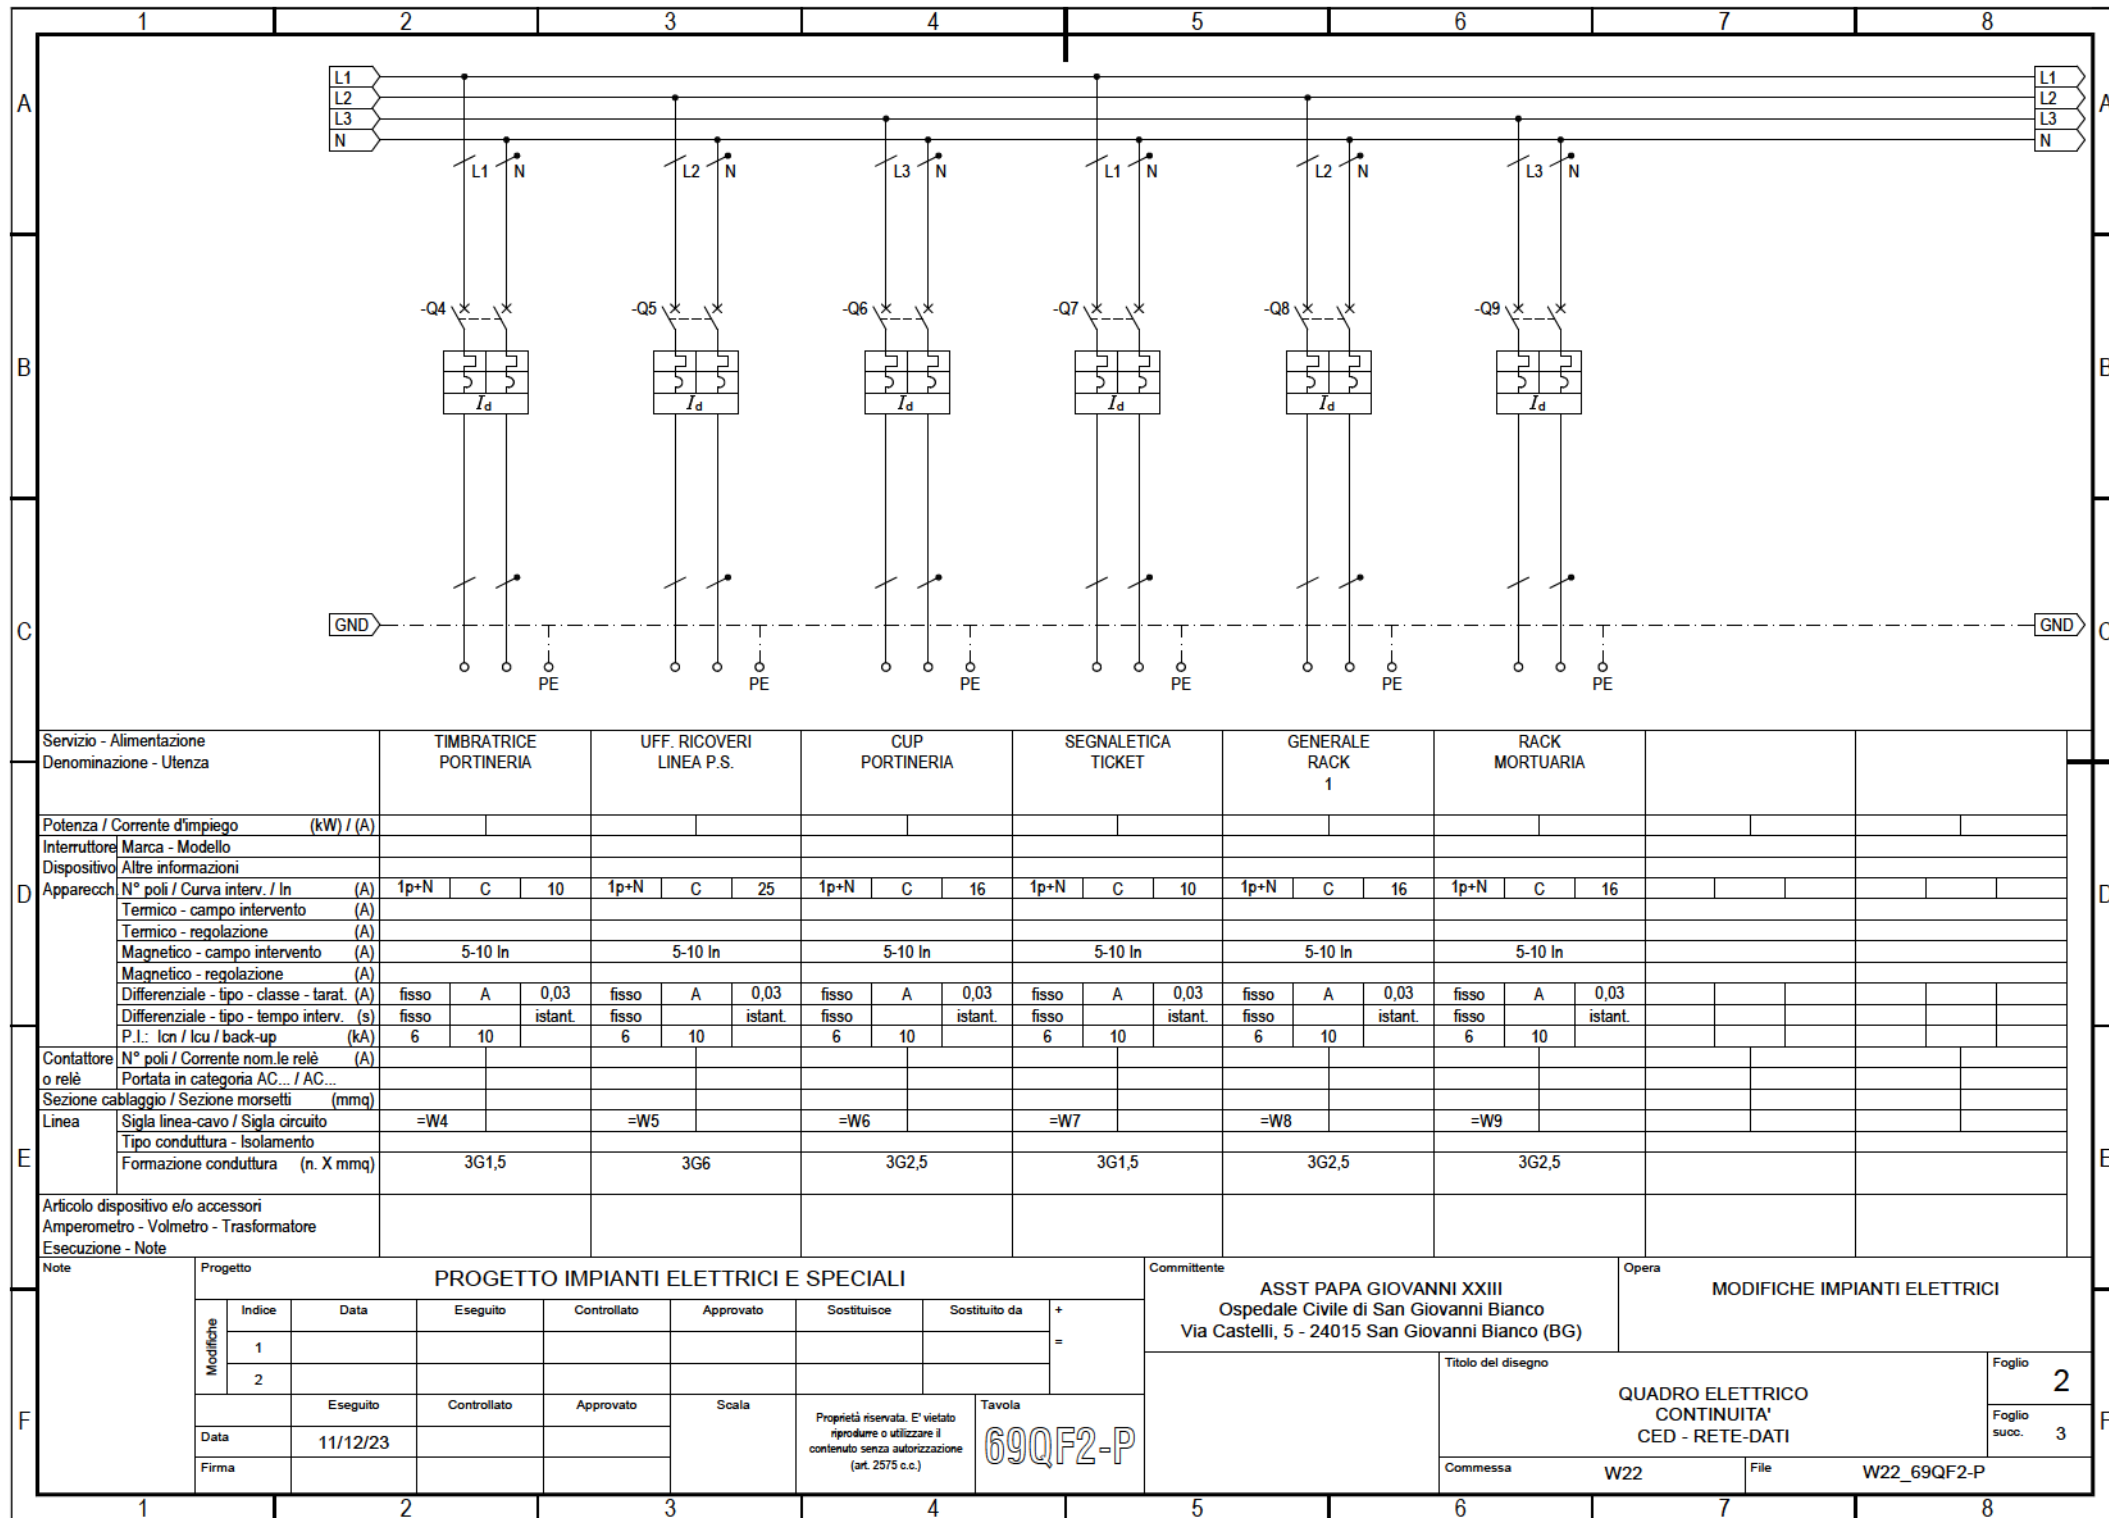 1 2 3 4 5 6 7 8
A A
L1 L1
L2 L2
L3 L3
N N
L1 N L2 N L3 N L1 N L2 N L3 N
B B
-Q4 -Q5 -Q6 -Q7 -Q8 -Q9
Id Id Id Id Id Id
C C
GND GND
PE PE PE PE PE PE
Servizio - Alimentazione TIMBRATRICE UFF. RICOVERI CUP SEGNALETICA GENERALE RACK
Denominazione - Utenza PORTINERIA LINEA P.S. PORTINERIA TICKET RACK MORTUARIA
1
Potenza / Corrente d'impiego (kW) / (A)
Interruttore Marca - Modello
Dispositivo Altre informazioni
D Apparecch. N° poli / Curva interv. / In (A) 1p+N C 10 1p+N C 25 1p+N C 16 1p+N C 10 1p+N C 16 1p+N C 16 D
Termico - campo intervento (A)
Termico - regolazione (A)
Magnetico - campo intervento (A) 5-10 In 5-10 In 5-10 In 5-10 In 5-10 In 5-10 In
Magnetico - regolazione (A)
Differenziale - tipo - classe - tarat. (A) fisso A 0,03 fisso A 0,03 fisso A 0,03 fisso A 0,03 fisso A 0,03 fisso A 0,03
Differenziale - tipo - tempo interv. (s) fisso istant. fisso istant. fisso istant. fisso istant. fisso istant. fisso istant.
P.I.: Icn / Icu / back-up (kA) 6 10 6 10 6 10 6 10 6 10 6 10
Contattore N° poli / Corrente nom.le relè (A)
o relè Portata in categoria AC... / AC...
Sezione cablaggio / Sezione morsetti (mmq)
Linea Sigla linea-cavo / Sigla circuito =W4 =W5 =W6 =W7 =W8 =W9
Tipo conduttura - Isolamento
E Formazione conduttura (n. X mmq) 3G1,5 3G6 3G2,5 3G1,5 3G2,5 3G2,5 E
Articolo dispositivo e/o accessori
Amperometro - Volmetro - Trasformatore
Esecuzione - Note
Note
Progetto
PROGETTO IMPIANTI ELETTRICI E SPECIALI
Modifiche
Indice Data Eseguito Controllato Approvato Sostituisce Sostituito da +
1 =
2
Eseguito Controllato Approvato Scala
Data 11/12/23
Firma
Proprietà riservata. E' vietato
riprodurre o utilizzare il
contenuto senza autorizzazione
(art. 2575 c.c.)
Tavola
69QF2-P
Committente
ASST PAPA GIOVANNI XXIII
Ospedale Civile di San Giovanni Bianco
Via Castelli, 5 - 24015 San Giovanni Bianco (BG)
Opera
MODIFICHE IMPIANTI ELETTRICI
Titolo del disegno
QUADRO ELETTRICO
CONTINUITA'
CED - RETE-DATI
Foglio 2
Foglio
succ. 3
Commessa W22 File W22_69QF2-P
F F
1 2 3 4 5 6 7 8